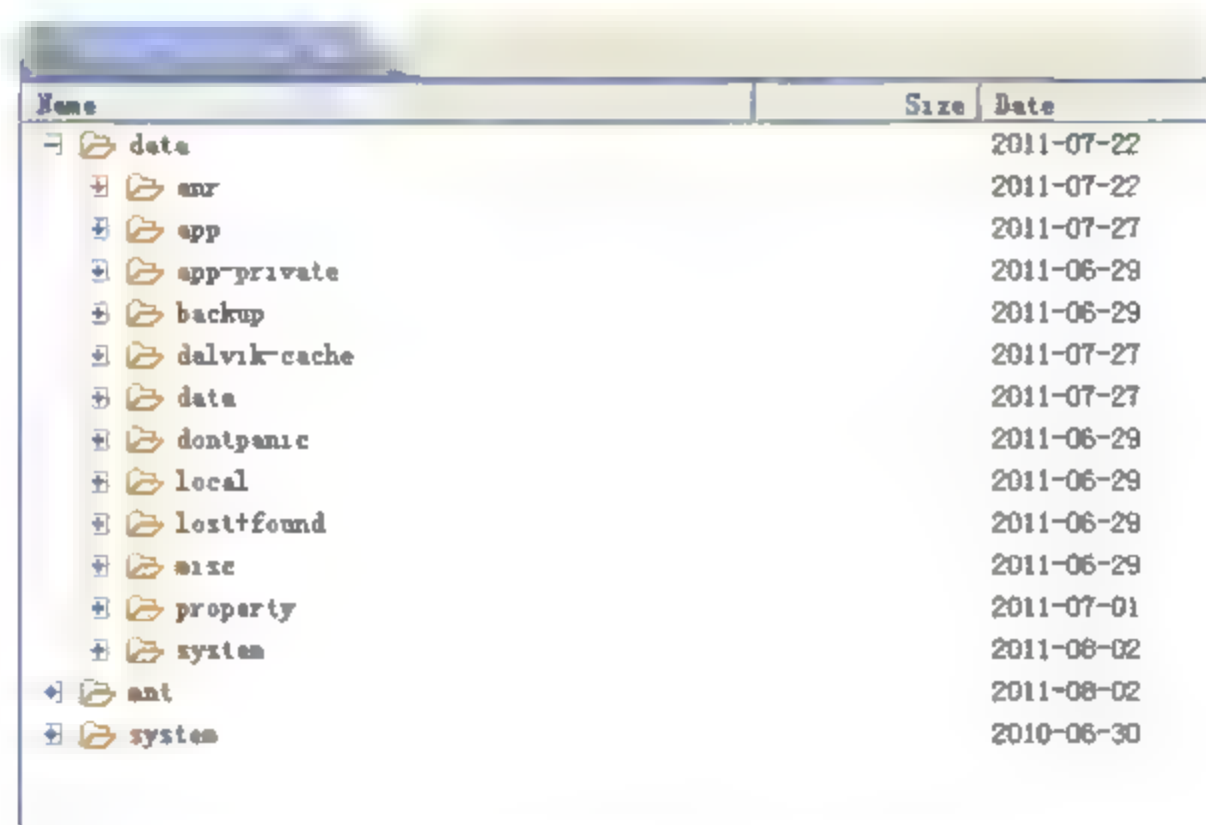 Name Size Date
data 2011-07-22
anr 2011-07-22
app 2011-07-27
app-private 2011-06-29
backup 2011-06-29
dalvik-cache 2011-07-27
data 2011-07-27
dontpanic 2011-06-29
local 2011-06-29
lost+found 2011-06-29
misc 2011-06-29
property 2011-07-01
system 2011-08-02
mnt 2011-08-02
system 2010-06-30